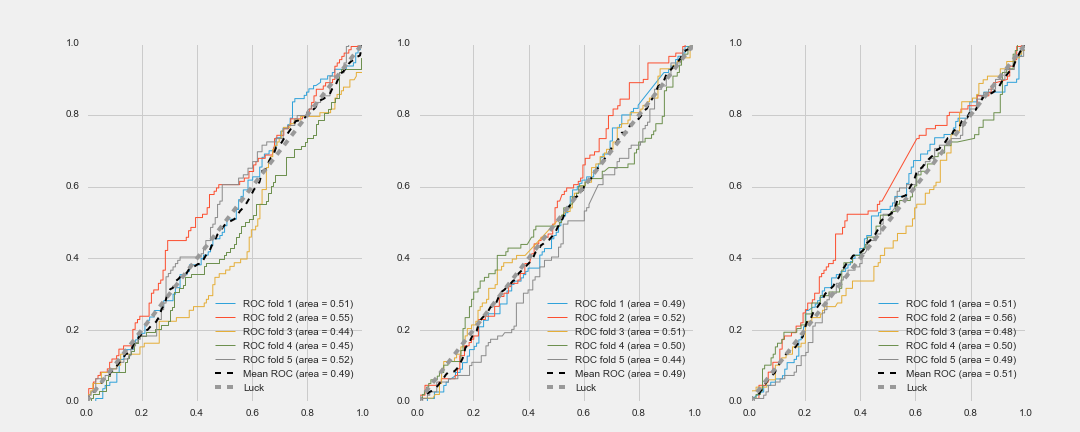 1.0
0.8
0.6
0.4
0.2
0.0
0.0 0.2 0.4 0.6 0.8 1.0
ROC fold 1 (area = 0.51)
ROC fold 2 (area = 0.55)
ROC fold 3 (area = 0.44)
ROC fold 4 (area = 0.45)
ROC fold 5 (area = 0.52)
Mean ROC (area = 0.49)
Luck
1.0
0.8
0.6
0.4
0.2
0.0
0.0 0.2 0.4 0.6 0.8 1.0
ROC fold 1 (area = 0.49)
ROC fold 2 (area = 0.52)
ROC fold 3 (area = 0.51)
ROC fold 4 (area = 0.50)
ROC fold 5 (area = 0.44)
Mean ROC (area = 0.49)
Luck
1.0
0.8
0.6
0.4
0.2
0.0
0.0 0.2 0.4 0.6 0.8 1.0
ROC fold 1 (area = 0.51)
ROC fold 2 (area = 0.56)
ROC fold 3 (area = 0.48)
ROC fold 4 (area = 0.50)
ROC fold 5 (area = 0.49)
Mean ROC (area = 0.51)
Luck